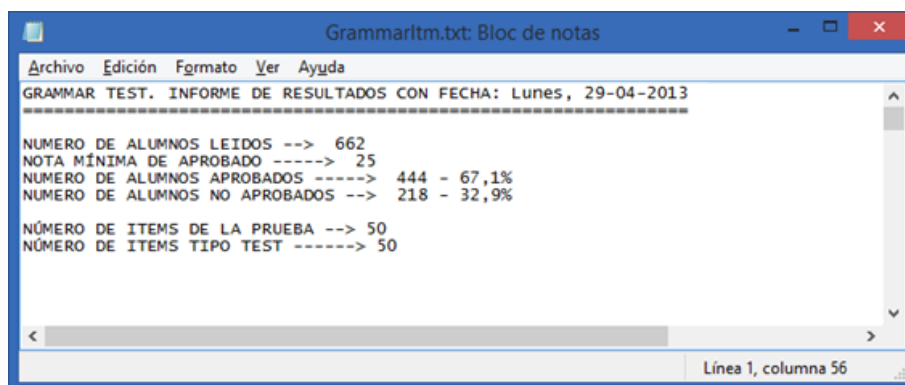 GrammarItm.txt: Bloc de notas
Archivo Edición Formato Ver Ayuda
GRAMMAR TEST. INFORME DE RESULTADOS CON FECHA: Lunes, 29-04-2013
================================================================
NUMERO DE ALUMNOS LEIDOS --> 662
NOTA MÍNIMA DE APROBADO -----> 25
NUMERO DE ALUMNOS APROBADOS -----> 444 - 67,1%
NUMERO DE ALUMNOS NO APROBADOS --> 218 - 32,9%
NÚMERO DE ITEMS DE LA PRUEBA --> 50
NÚMERO DE ITEMS TIPO TEST ------> 50
Línea 1, columna 56